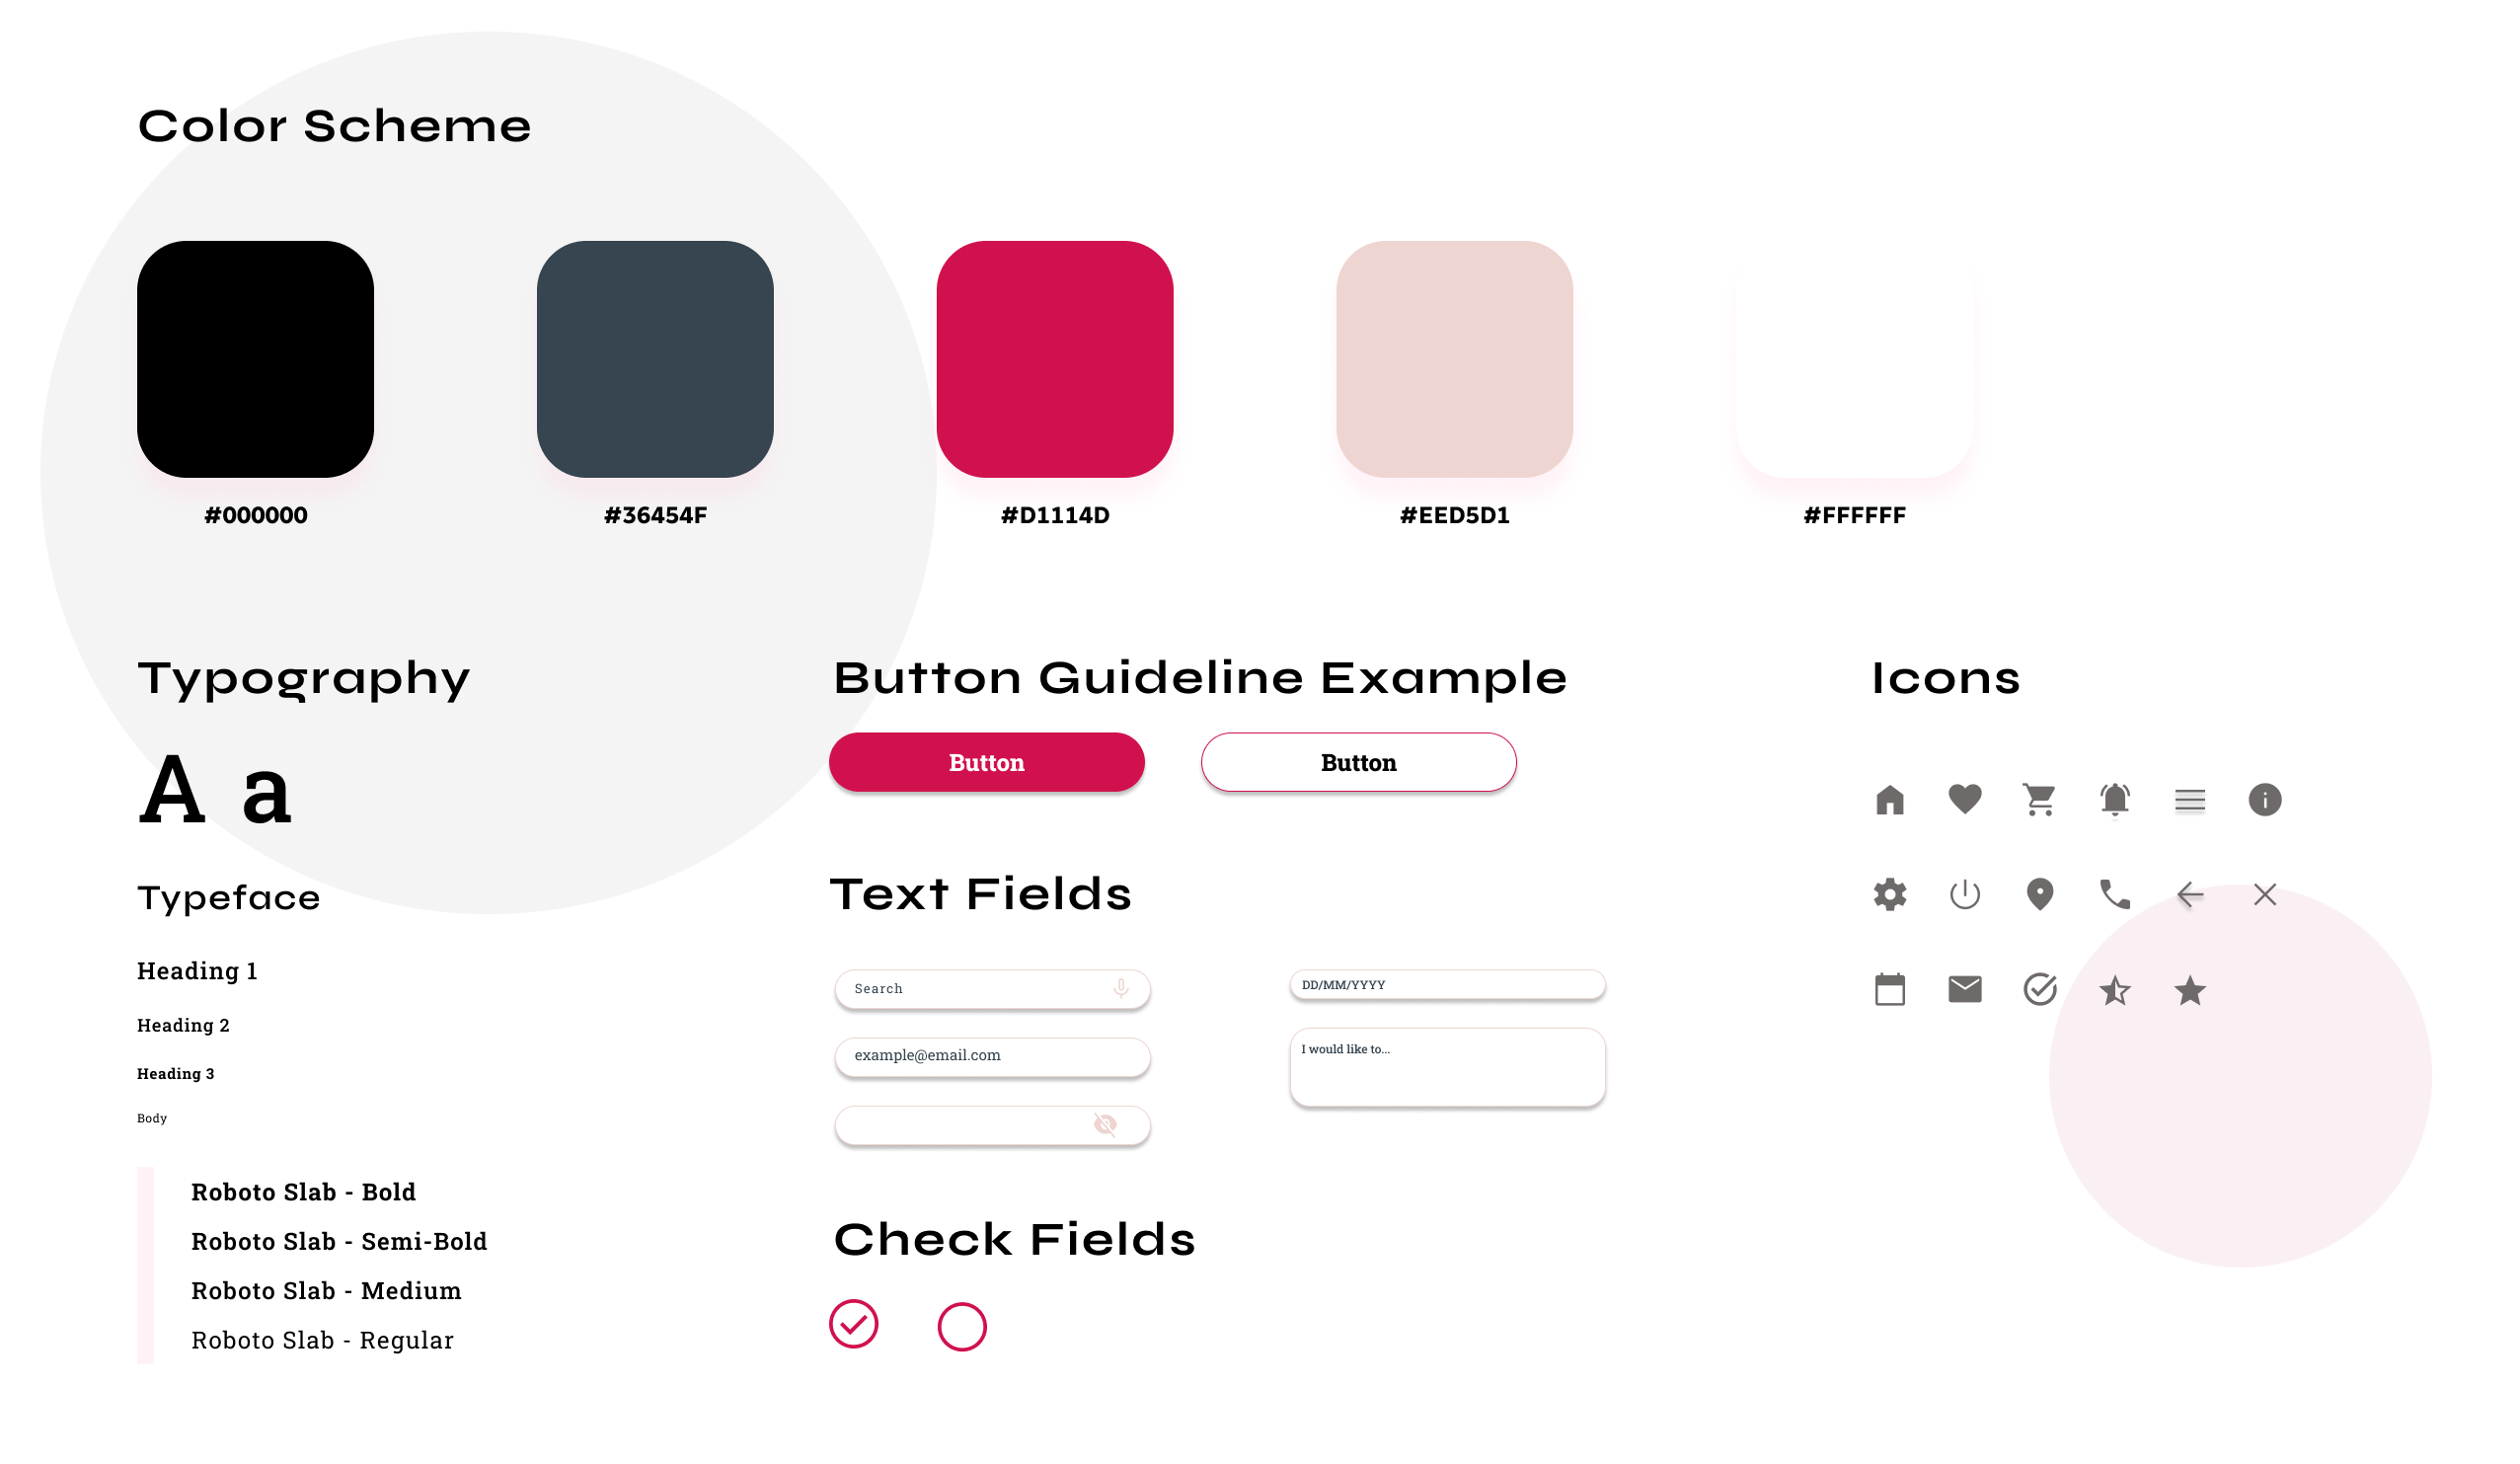 Color Scheme
#000000
#36454F
#D1114D
#EED5D1
#FFFFFF
Typography
A a
Typeface
Heading 1
Heading 2
Heading 3
Body
Roboto Slab - Bold
Roboto Slab - Semi-Bold
Roboto Slab - Medium
Roboto Slab - Regular
Button Guideline Example
Button
Button
Text Fields
Search
example@email.com
DD/MM/YYYY
I would like to...
Check Fields
Icons